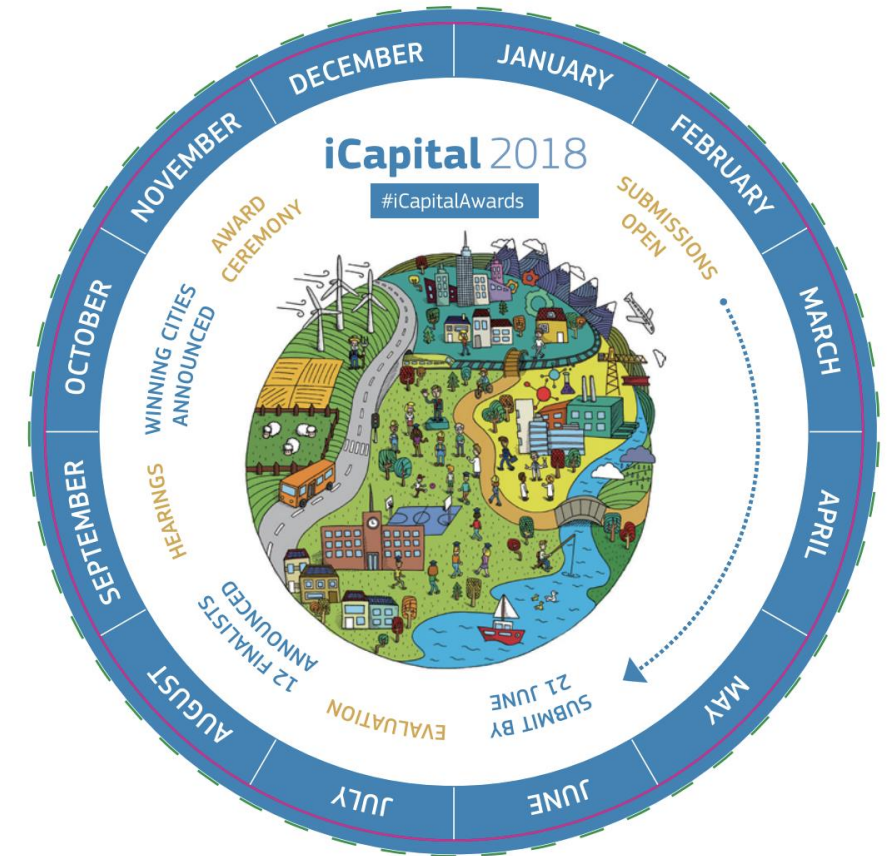 JANUARY
FEBRUARY
MARCH
APRIL
MAY
JUNE
JULY
AUGUST
SEPTEMBER
OCTOBER
NOVEMBER
DECEMBER
iCapital 2018
#iCapitalAwards
SUBMISSIONS
OPEN
SUBMIT BY
21 JUNE
EVALUATION
12 FINALISTS
ANNOUNCED
HEARINGS
WINNING CITIES
ANNOUNCED
AWARD
CEREMONY